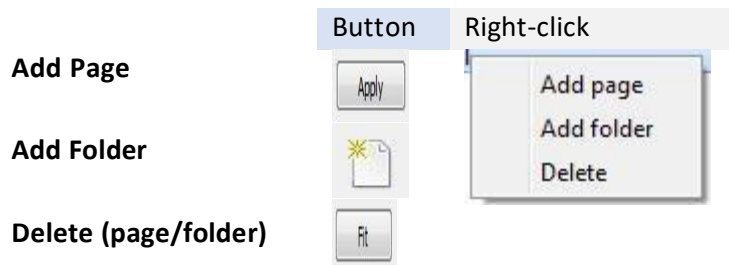 Button Right-click
Add Page
Apply
Add page
Add folder
Delete
Add Folder
Delete (page/folder)
Fit